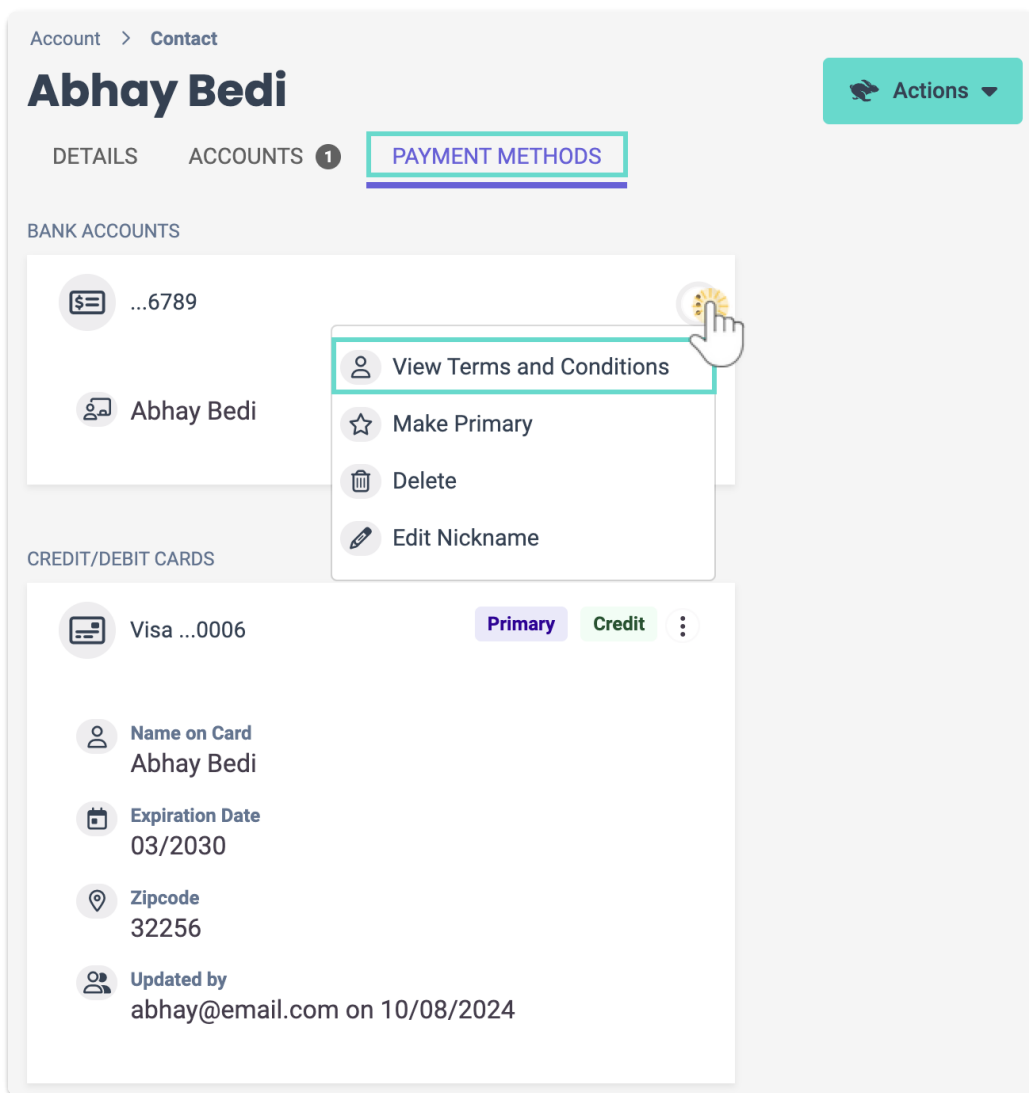 Account > Contact
Abhay Bedi
Actions
DETAILS ACCOUNTS 1 PAYMENT METHODS
BANK ACCOUNTS
...6789
View Terms and Conditions
Abhay Bedi
Make Primary
Delete
Edit Nickname
CREDIT/DEBIT CARDS
Visa ...0006 Primary Credit
Name on Card
Abhay Bedi
Expiration Date
03/2030
Zipcode
32256
Updated by
abhay@email.com on 10/08/2024